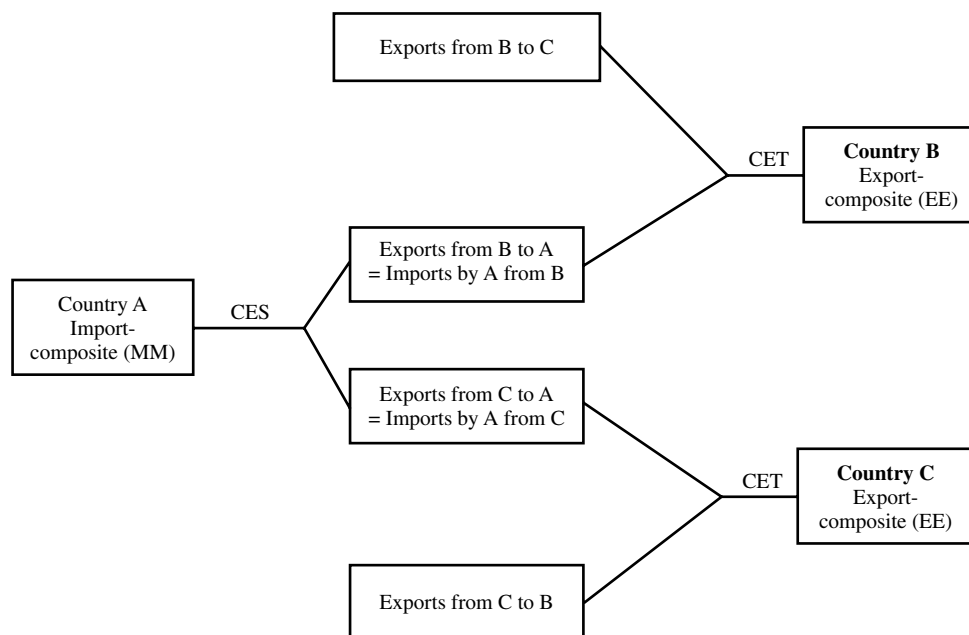 Exports from B to C
CET
Country B
Export-
composite (EE)
Exports from B to A
= Imports by A from B
Country A
Import-
composite (MM)
CES
Exports from C to A
= Imports by A from C
CET
Country C
Export-
composite (EE)
Exports from C to B